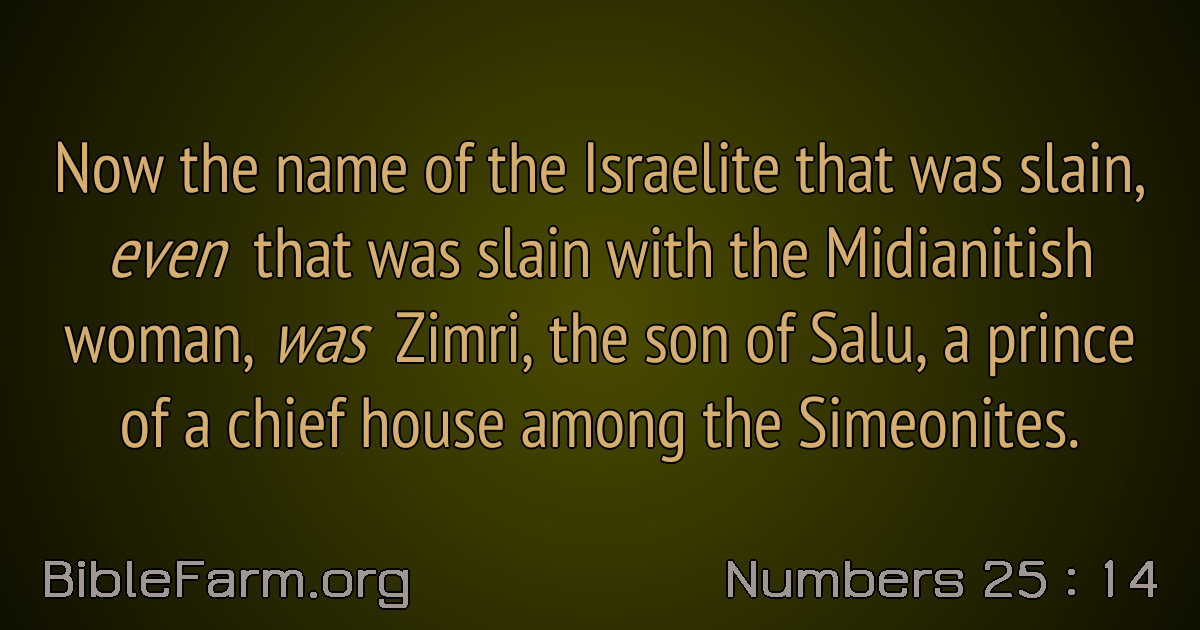 Now the name of the Israelite that was slain,
even that was slain with the Midianitish
woman, was Zimri, the son of Salu, a prince
of a chief house among the Simeonites.
BibleFarm.org
Numbers 25 : 14